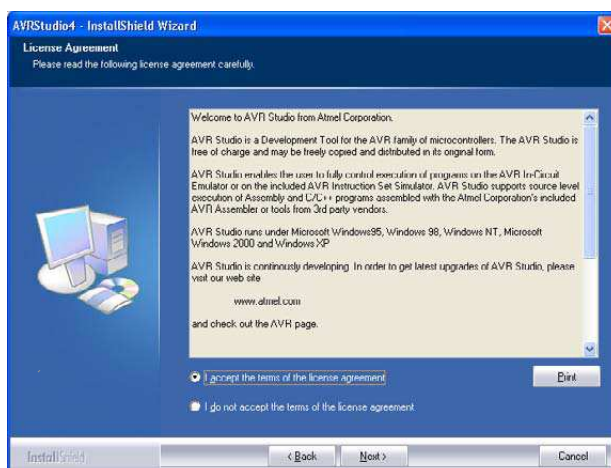 AVRStudio4 - InstallShield Wizard
License Agreement
Please read the following license agreement carefully.
Welcome to AVR Studio from Atmel Corporation.
AVR Studio is a Development Tool for the AVR family of microcontrollers. The AVR Studio is
free of charge and may be freely copied and distributed in its original form.
AVR Studio enables the user to fully control execution of programs on the AVR In-Circuit
Emulator or on the included AVR Instruction Set Simulator. AVR Studio supports source level
execution of Assembly and C/C++ programs assembled with the Atmel Corporation's included
AVR Assembler or tools from 3rd party vendors.
AVR Studio runs under Microsoft Windows95, Windows 98, Windows NT, Microsoft
Windows 2000 and Windows XP
AVR Studio is continously developing. In order to get latest upgrades of AVR Studio, please
visit our web site
www.atmel.com
and check out the AVR page.
I accept the terms of the license agreement
Print
I do not accept the terms of the license agreement
InstallShield
< Back
Next >
Cancel